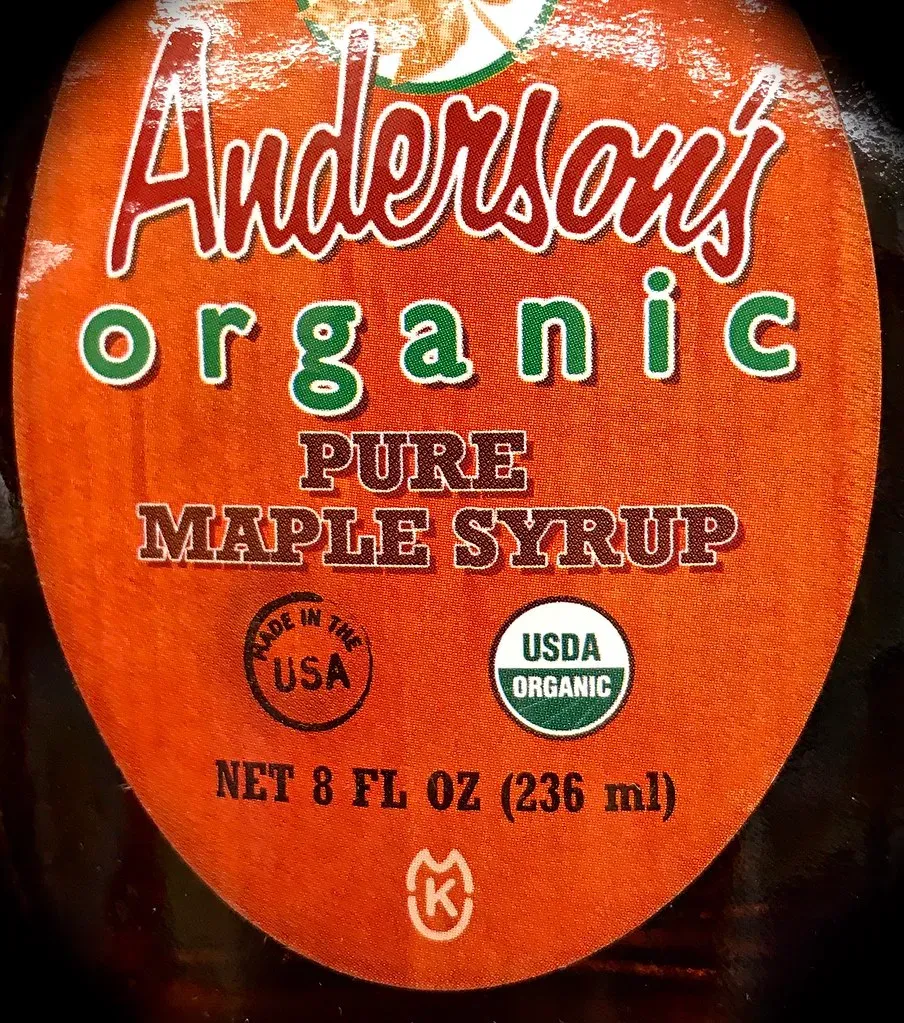 Anderson's
organic
PURE
MAPLE SYRUP
MADE IN THE
USA
USDA
ORGANIC
NET 8 FL OZ (236 ml)
K